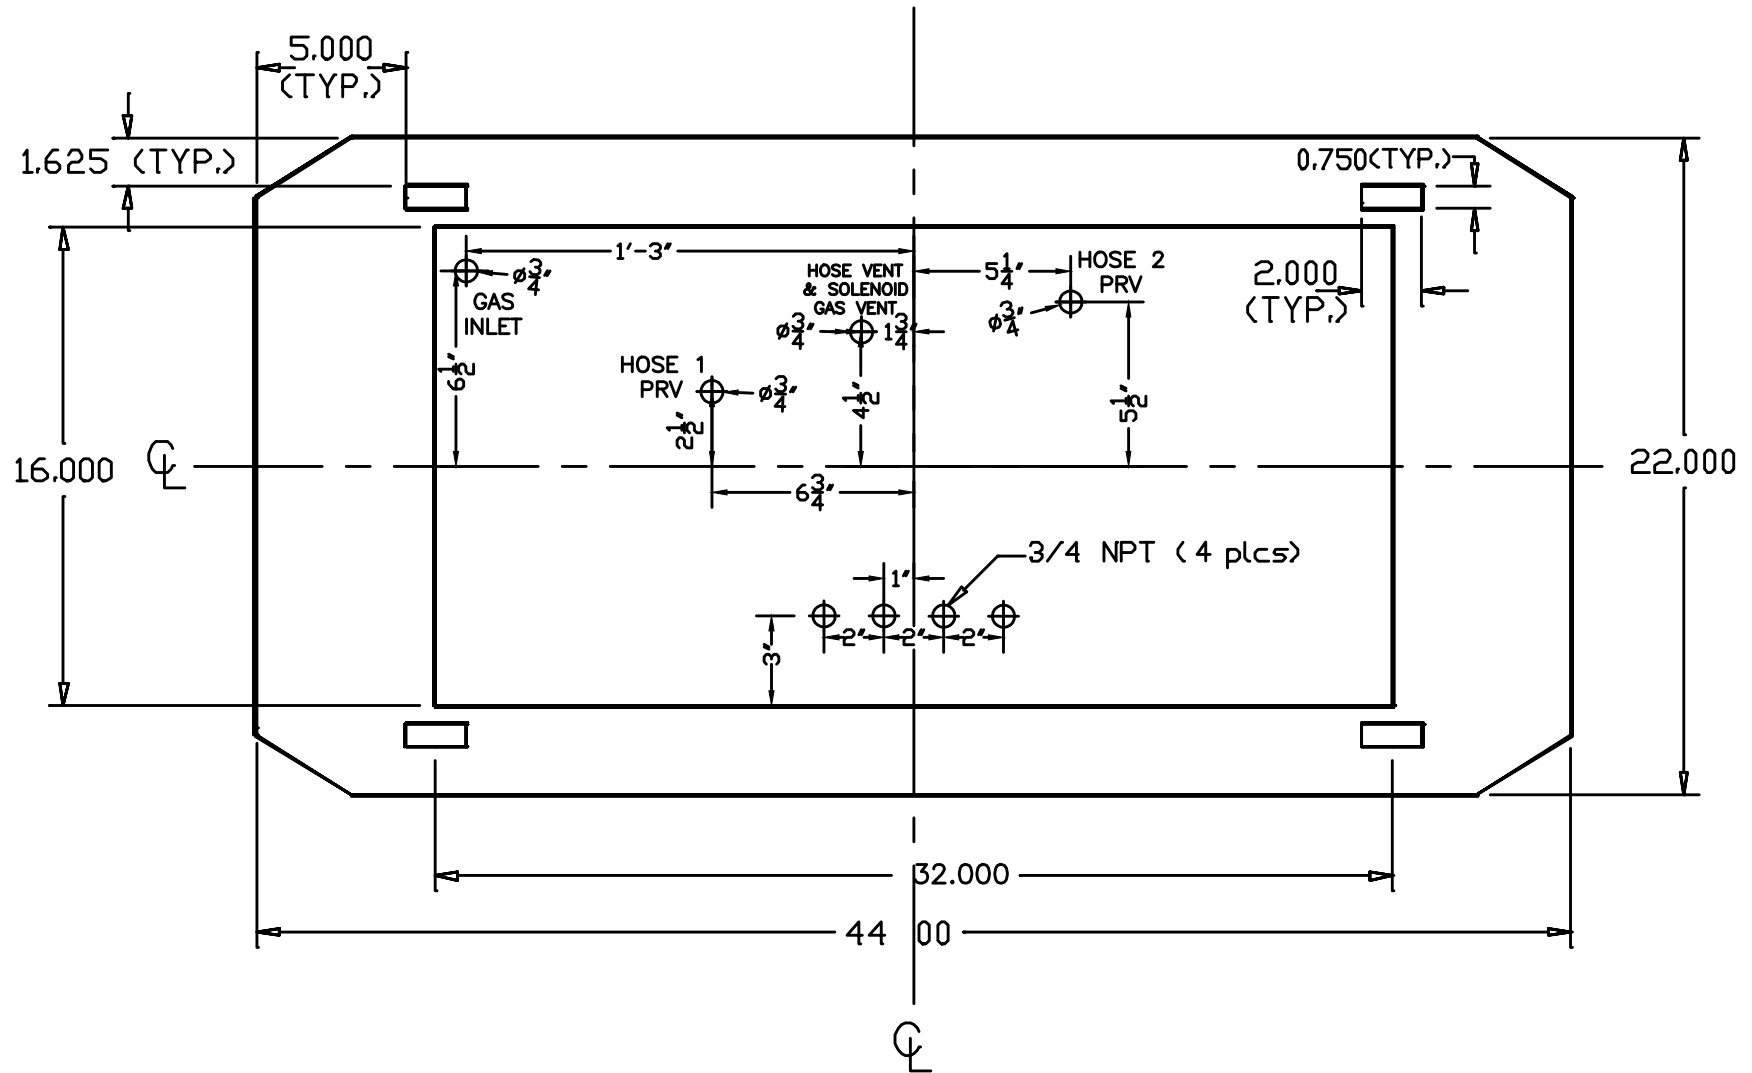 5.000
(TYP.)
1.625 (TYP.)
0.750(TYP.)
1'-3"
HOSE 2
PRV
5 1/4"
HOSE VENT
& SOLENOID
GAS VENT
2.000
(TYP.)
ø3/4"
GAS
INLET
ø3/4"
ø3/4"
1 3/4"
HOSE 1
PRV
6 1/2"
ø3/4"
4 1/2"
5 1/2"
2 1/2"
16.000
CL
22.000
6 3/4"
3/4 NPT ( 4 plcs)
1"
2"
2"
2"
3"
32.000
44 00
CL